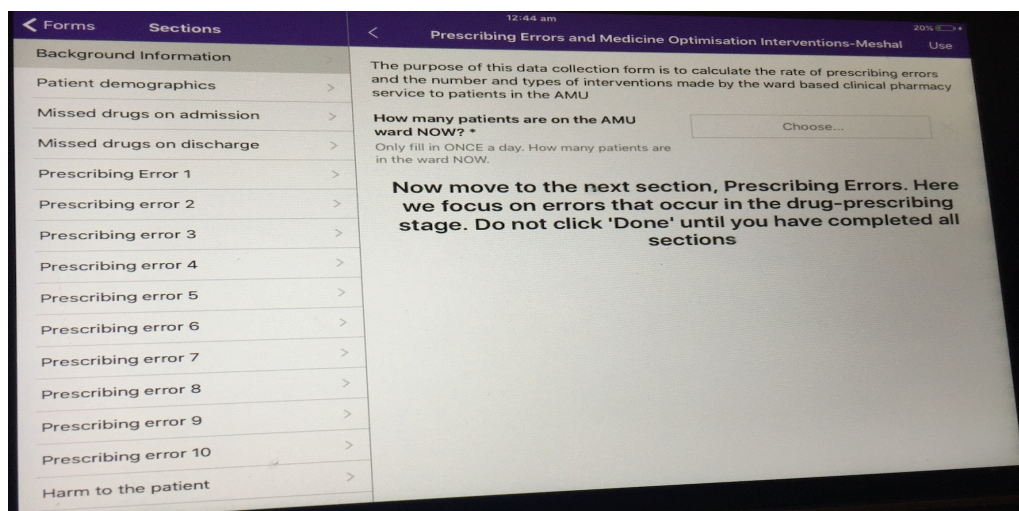 12:44 am
20%
Forms
Sections
Prescribing Errors and Medicine Optimisation Interventions-Meshal
Use
Background Information
Patient demographics
Missed drugs on admission
Missed drugs on discharge
Prescribing Error 1
Prescribing error 2
Prescribing error 3
Prescribing error 4
Prescribing error 5
Prescribing error 6
Prescribing error 7
Prescribing error 8
Prescribing error 9
Prescribing error 10
Harm to the patient
The purpose of this data collection form is to calculate the rate of prescribing errors
and the number and types of interventions made by the ward based clinical pharmacy
service to patients in the AMU
How many patients are on the AMU
ward NOW? *
Choose...
Only fill in ONCE a day. How many patients are
in the ward NOW.
Now move to the next section, Prescribing Errors. Here
we focus on errors that occur in the drug-prescribing
stage. Do not click 'Done' until you have completed all
sections